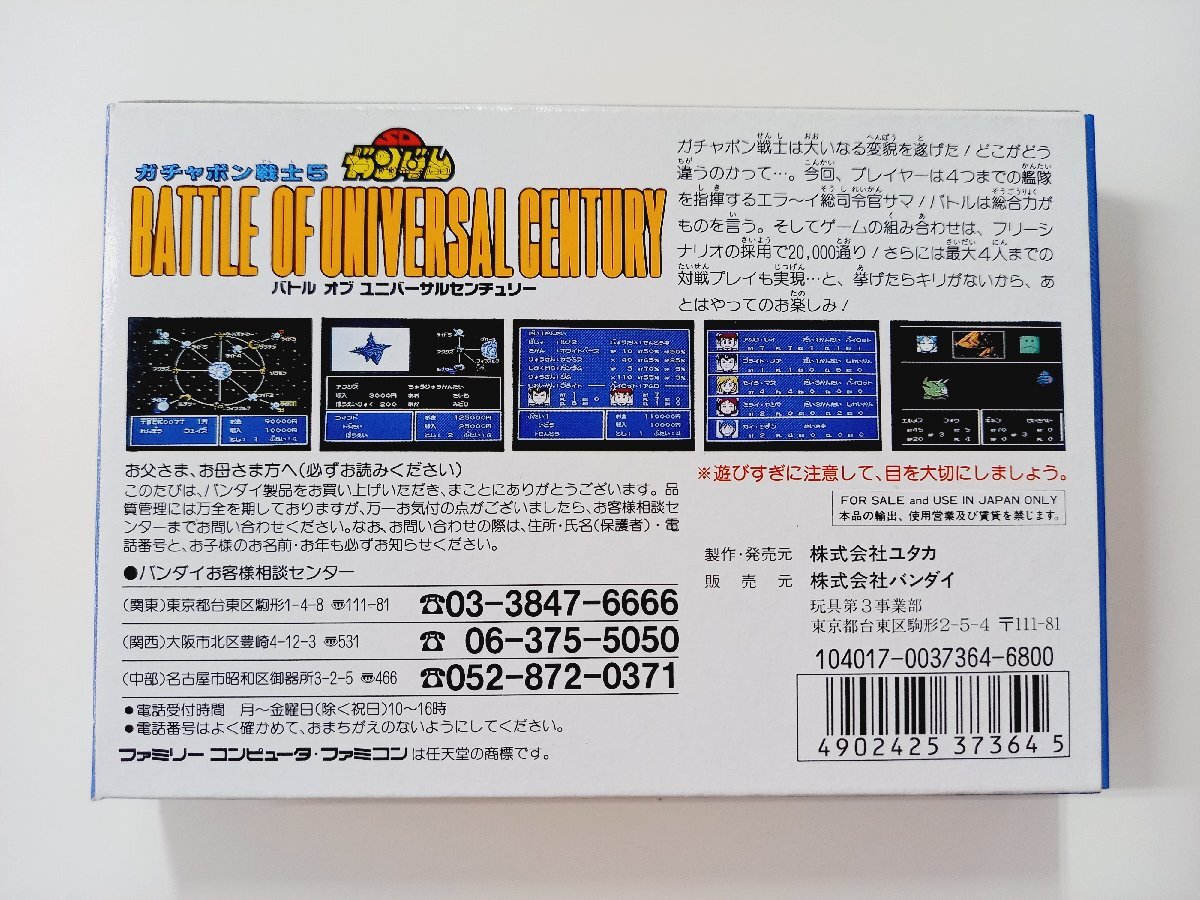 SD
ガンダム
ガチャポン戦士5
BATTLE OF UNIVERSAL CENTURY
バトル オブ ユニバーサルセンチュリー
ガチャポン戦士は大いなる変貌を遂げた!どこがどう
違うのかって…。今回、プレイヤーは4つまでの艦隊
を指揮するエラ〜イ総司令官サマ!バトルは総合力が
ものを言う。そしてゲームの組み合わせは、フリーシ
ナリオの採用で20,000通り!さらには最大4人までの
対戦プレイも実現…と、挙げたらキリがないから、あ
とはやってのお楽しみ!
お父さま、お母さま方へ(必ずお読みください)
このたびは、バンダイ製品をお買い上げいただき、まことにありがとうございます。品
質管理には万全を期しておりますが、万一お気付の点がございましたら、お客様相談セ
ンターまでお問い合わせください。なお、お問い合わせの際は、住所・氏名(保護者)・電
話番号と、お子様のお名前・お年も必ずお知らせください。
●バンダイお客様相談センター
(関東)東京都台東区駒形1-4-8 〠111-81 ☎03-3847-6666
(関西)大阪市北区豊崎4-12-3 〠531 ☎06-375-5050
(中部)名古屋市昭和区御器所3-2-5 〠466 ☎052-872-0371
●電話受付時間 月〜金曜日(除く祝日)10〜16時
●電話番号はよく確かめて、おまちがえのないようにしてください。
ファミリーコンピュータ・ファミコンは任天堂の商標です。
※遊びすぎに注意して、目を大切にしましょう。
FOR SALE and USE IN JAPAN ONLY
本品の輸出、使用営業及び賃貸を禁じます。
製作・発売元 株式会社ユタカ
販売元 株式会社バンダイ
玩具第3事業部
東京都台東区駒形2-5-4 〒111-81
104017-0037364-6800
4902425373645